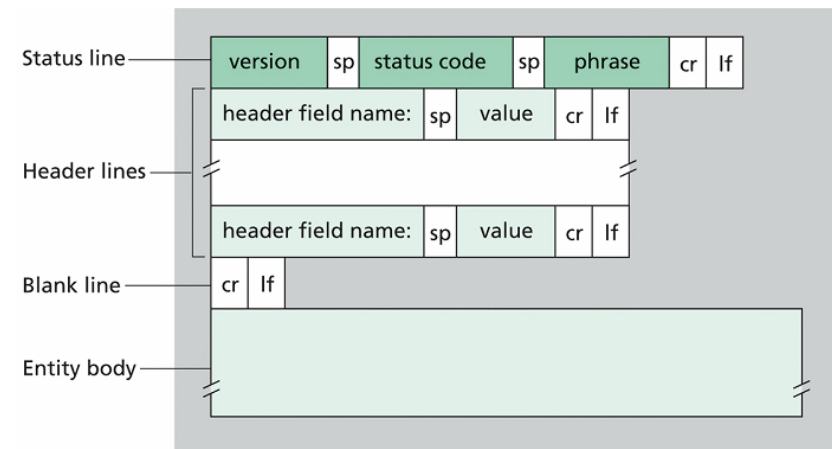 Status line version sp status code sp phrase cr lf
header field name: sp value cr lf
Header lines
header field name: sp value cr lf
Blank line cr lf
Entity body